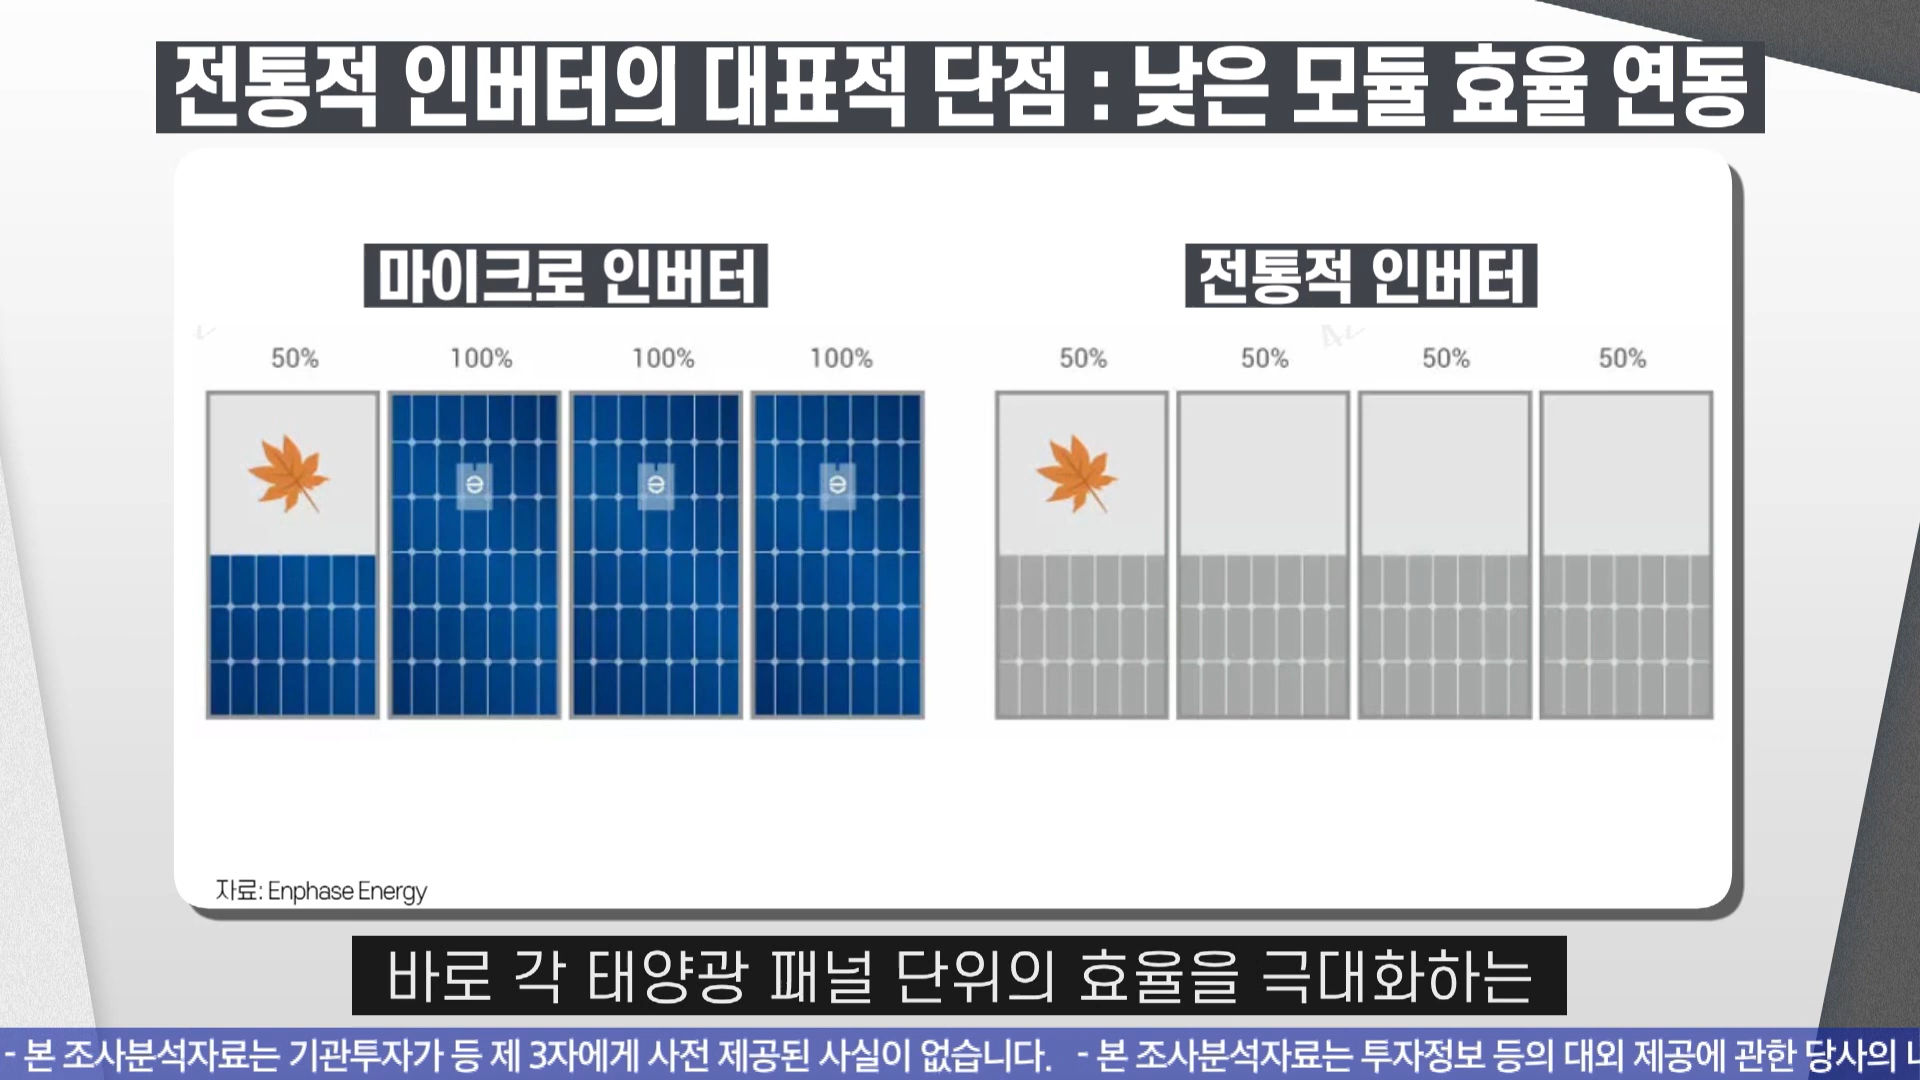 전통적 인버터의 대표적 단점 : 낮은 모듈 효율 연동
마이크로 인버터
전통적 인버터
50% 100% 100% 100%
50% 50% 50% 50%
자료: Enphase Energy
바로 각 태양광 패널 단위의 효율을 극대화하는
- 본 조사분석자료는 기관투자가 등 제 3자에게 사전 제공된 사실이 없습니다. - 본 조사분석자료는 투자정보 등의 대외 제공에 관한 당사의